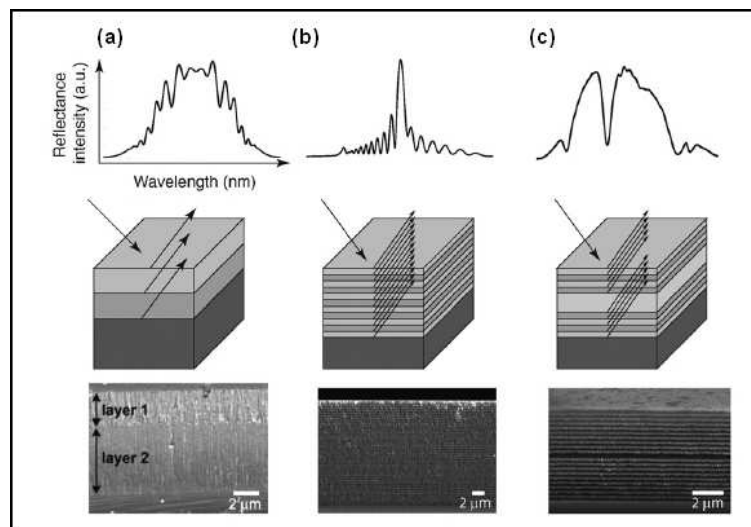 (a)
(b)
(c)
Reflectance
intensity (a.u.)
Wavelength (nm)
layer 1
layer 2
2 μm
2 μm
2 μm